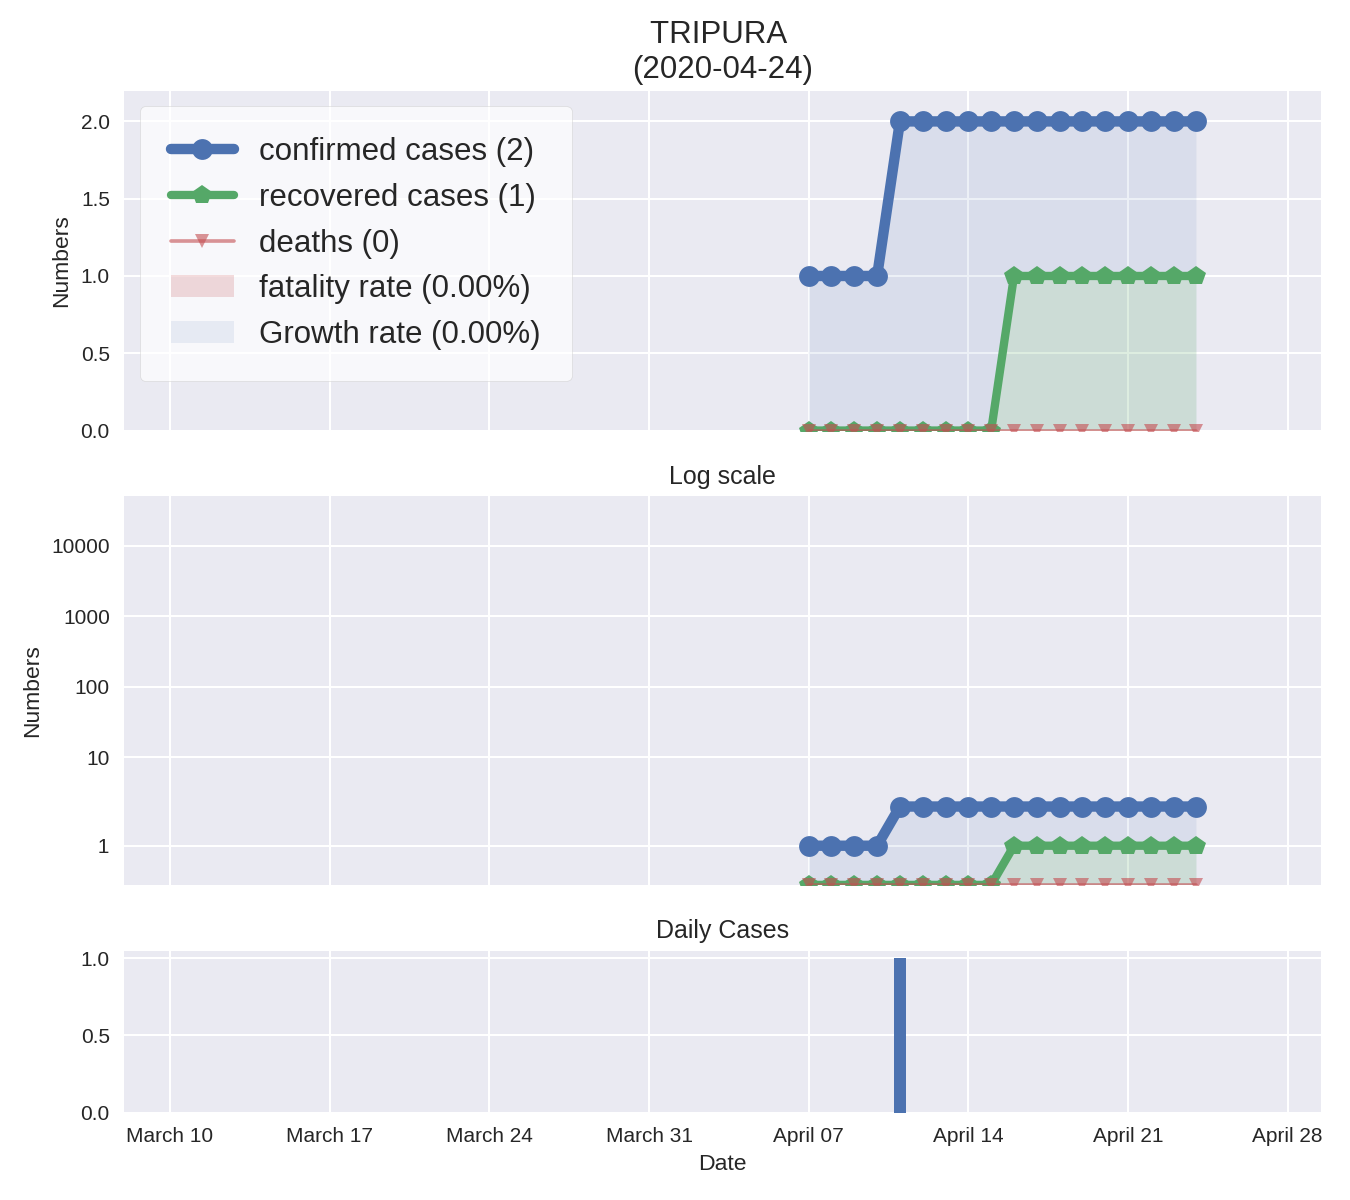 TRIPURA
(2020-04-24)
confirmed cases (2)
recovered cases (1)
deaths (0)
fatality rate (0.00%)
Growth rate (0.00%)
Numbers
2.0
1.5
1.0
0.5
0.0
Log scale
Numbers
10000
1000
100
10
1
Daily Cases
1.0
0.5
0.0
March 10
March 17
March 24
March 31
April 07
April 14
April 21
April 28
Date